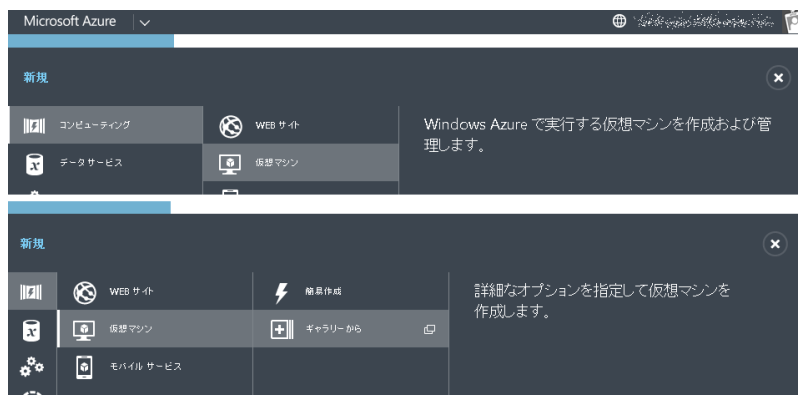 Microsoft Azure
新規
コンピューティング
WEB サイト
Windows Azure で実行する仮想マシンを作成および管
理します。
データサービス
仮想マシン
新規
WEB サイト
簡易作成
詳細なオプションを指定して仮想マシンを
作成します。
仮想マシン
ギャラリーから
モバイル サービス